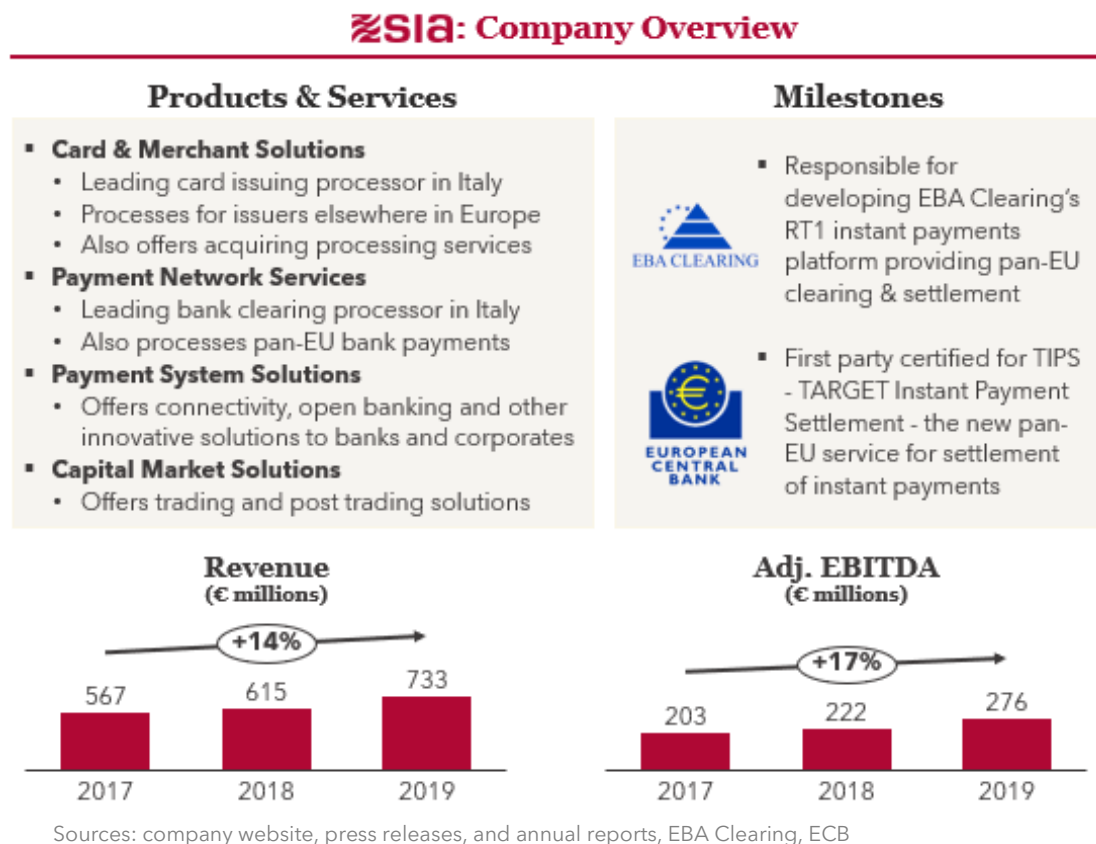 SIA: Company Overview
Products & Services
▪ Card & Merchant Solutions
• Leading card issuing processor in Italy
• Processes for issuers elsewhere in Europe
• Also offers acquiring processing services
▪ Payment Network Services
• Leading bank clearing processor in Italy
• Also processes pan-EU bank payments
▪ Payment System Solutions
• Offers connectivity, open banking and other
innovative solutions to banks and corporates
▪ Capital Market Solutions
• Offers trading and post trading solutions
Milestones
EBA CLEARING
▪ Responsible for
developing EBA Clearing’s
RT1 instant payments
platform providing pan-EU
clearing & settlement
€
EUROPEAN
CENTRAL
BANK
▪ First party certified for TIPS
- TARGET Instant Payment
Settlement - the new pan-
EU service for settlement
of instant payments
Revenue
(€ millions)
+14%
567 615 733
2017 2018 2019
Adj. EBITDA
(€ millions)
+17%
203 222 276
2017 2018 2019
Sources: company website, press releases, and annual reports, EBA Clearing, ECB